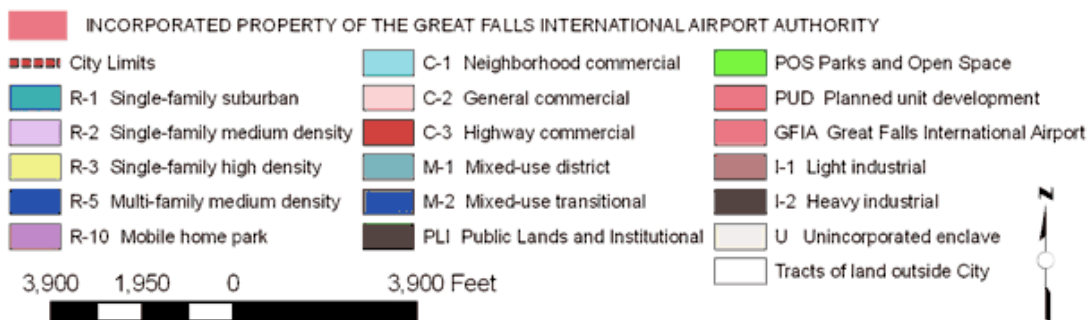 INCORPORATED PROPERTY OF THE GREAT FALLS INTERNATIONAL AIRPORT AUTHORITY
City Limits
R-1 Single-family suburban
R-2 Single-family medium density
R-3 Single-family high density
R-5 Multi-family medium density
R-10 Mobile home park
C-1 Neighborhood commercial
C-2 General commercial
C-3 Highway commercial
M-1 Mixed-use district
M-2 Mixed-use transitional
PLI Public Lands and Institutional
POS Parks and Open Space
PUD Planned unit development
GFIA Great Falls International Airport
I-1 Light industrial
I-2 Heavy industrial
U Unincorporated enclave
Tracts of land outside City
N
3,900 1,950 0 3,900 Feet